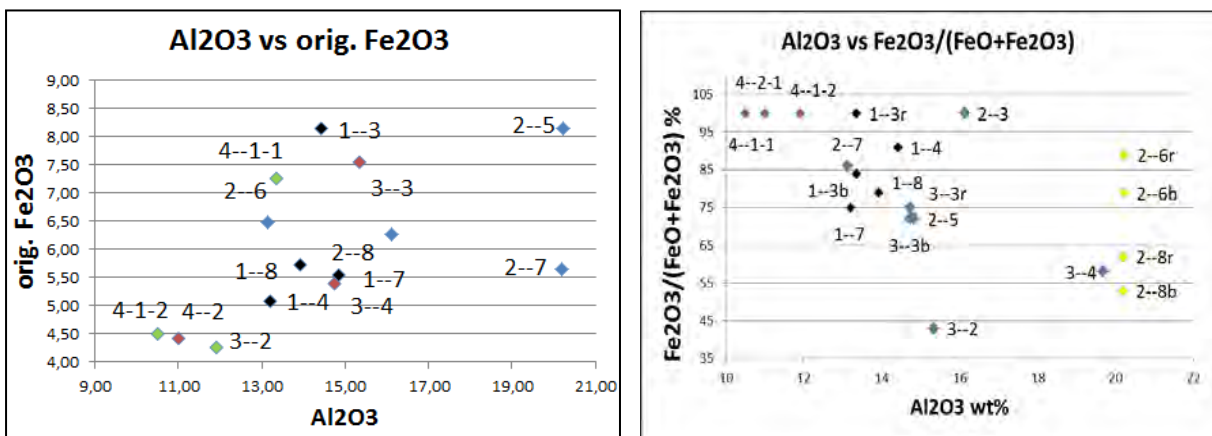 Al2O3 vs orig. Fe2O3
orig. Fe2O3
9,00
8,50
8,00
7,50
7,00
6,50
6,00
5,50
5,00
4,50
4,00
1--3
2--5
4--1-1
3--3
2--6
2--8
1--8
1--7
2--7
1--4
3--4
4-1-2
4--2
3--2
9,00 11,00 13,00 15,00 17,00 19,00 21,00
Al2O3
Al2O3 vs Fe2O3/(FeO+Fe2O3)
Fe2O3/(FeO+Fe2O3) %
105
95
85
75
65
55
45
35
4--2-1
4--1-2
1--3r
2--3
4--1-1
2--7
1--4
2--6r
1--3b
1--8
3--3r
2--6b
1--7
2--5
3--3b
2--8r
3--4
2--8b
3--2
10 12 14 16 18 20 22
Al2O3 wt%